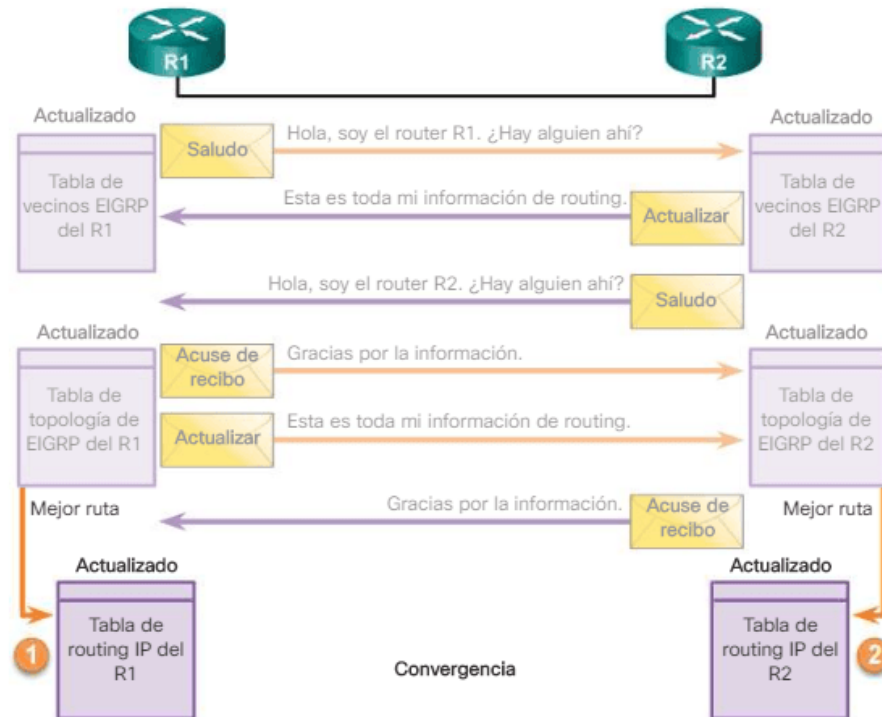 R1
R2
Actualizado
Actualizado
Tabla de
vecinos EIGRP
del R1
Saludo
Hola, soy el router R1. ¿Hay alguien ahí?
Tabla de
vecinos EIGRP
del R2
Esta es toda mi información de routing.
Actualizar
Hola, soy el router R2. ¿Hay alguien ahí?
Saludo
Actualizado
Actualizado
Tabla de
topología de
EIGRP del R1
Acuse de
recibo
Gracias por la información.
Tabla de
topología de
EIGRP del R2
Actualizar
Esta es toda mi información de routing.
Mejor ruta
Gracias por la información.
Acuse de
recibo
Mejor ruta
Actualizado
Actualizado
1
Tabla de
routing IP del
R1
Convergencia
Tabla de
routing IP del
R2
2